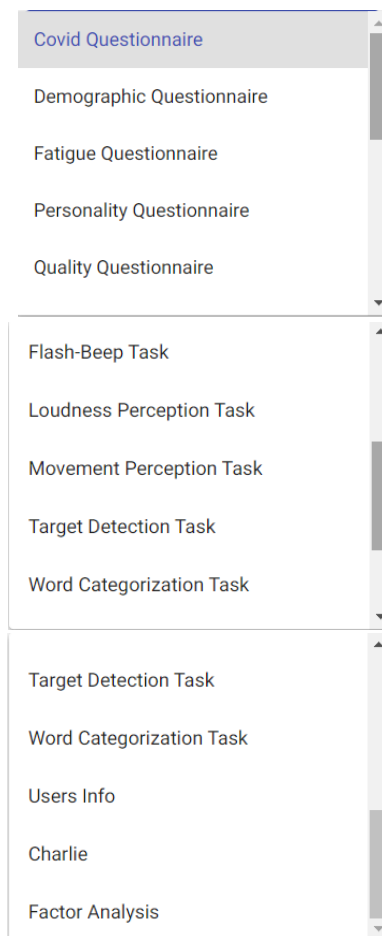 Covid Questionnaire
Demographic Questionnaire
Fatigue Questionnaire
Personality Questionnaire
Quality Questionnaire
Flash-Beep Task
Loudness Perception Task
Movement Perception Task
Target Detection Task
Word Categorization Task
Target Detection Task
Word Categorization Task
Users Info
Charlie
Factor Analysis